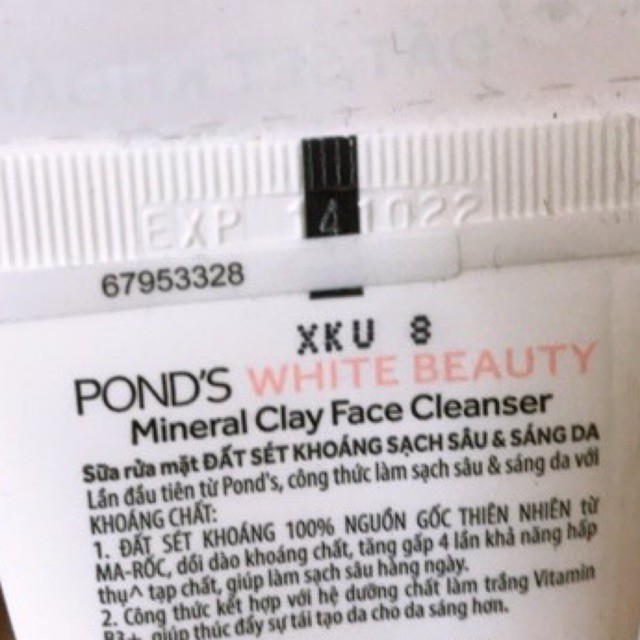 EXP 141022
67953328
XKU 8
POND'S WHITE BEAUTY
Mineral Clay Face Cleanser
Sữa rửa mặt ĐẤT SÉT KHOÁNG SẠCH SÂU & SÁNG DA
Lần đầu tiên từ Pond's, công thức làm sạch sâu & sáng da với
KHOÁNG CHẤT:
1. ĐẤT SÉT KHOÁNG 100% NGUỒN GỐC THIÊN NHIÊN từ
MA-RỐC, dồi dào khoáng chất, tăng gấp 4 lần khả năng hấp
thụ^ tạp chất, giúp làm sạch sâu hàng ngày.
2. Công thức kết hợp với hệ dưỡng chất làm trắng Vitamin
B3+ giúp thúc đẩy sự tái tạo da cho da sáng hơn.